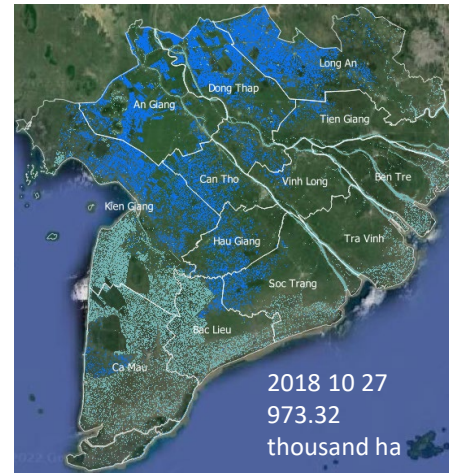 Long An
Dong Thap
An Giang
Tien Giang
Can Tho
Vinh Long
Ben Tre
Kien Giang
Hau Giang
Tra Vinh
Soc Trang
Bac Lieu
Ca Mau
2018 10 27
973.32
thousand ha